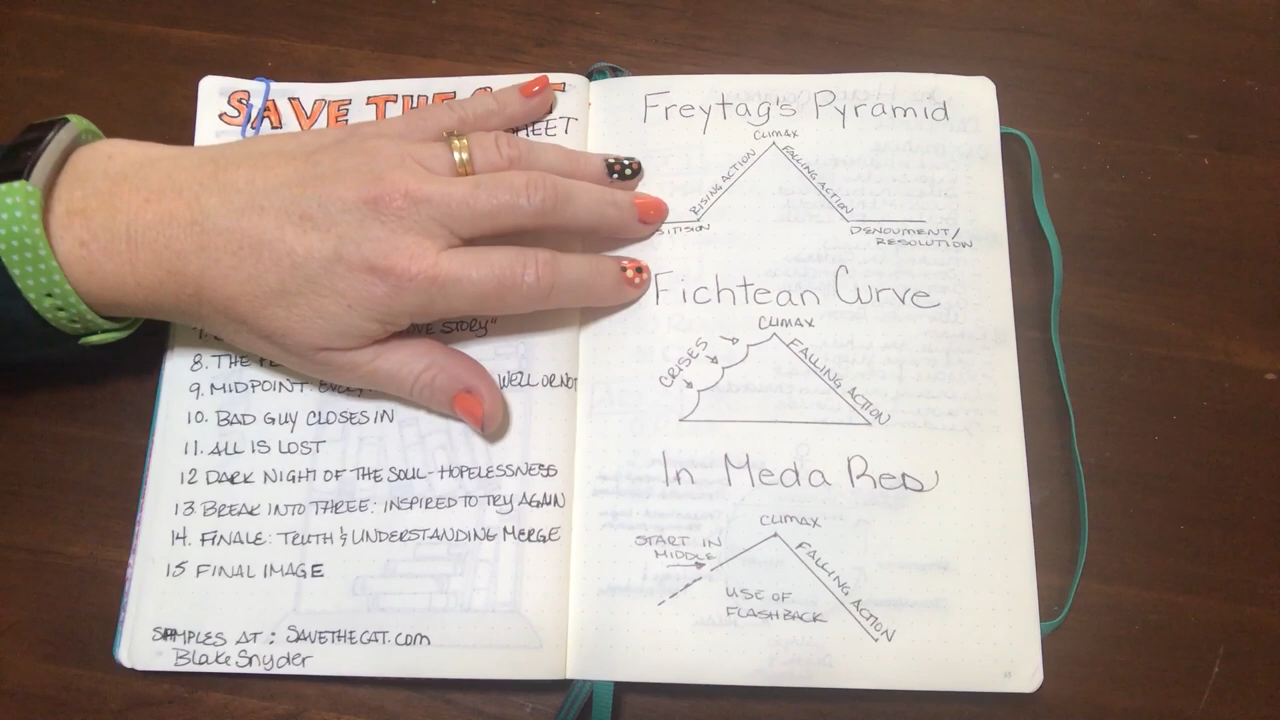 SAVE THE
SHEET
STORY"
8. THE
9. MIDPOINT: WELL OR NOT
10. BAD GUY CLOSES IN
11. ALL IS LOST
12 DARK NIGHT OF THE SOUL - HOPELESSNESS
13. BREAK INTO THREE: INSPIRED TO TRY AGAIN
14. FINALE: TRUTH & UNDERSTANDING MERGE
15 FINAL IMAGE
SAMPLES AT: SAVETHECAT.com
Blake Snyder
Freytag's Pyramid
CLIMAX
RISING ACTION
FALLING ACTION
DENOUMENT/
RESOLUTION
Fichtean Curve
CLIMAX
CRISES
FALLING ACTION
In Meda Res
CLIMAX
START IN
MIDDLE
FALLING ACTION
USE OF
FLASHBACK